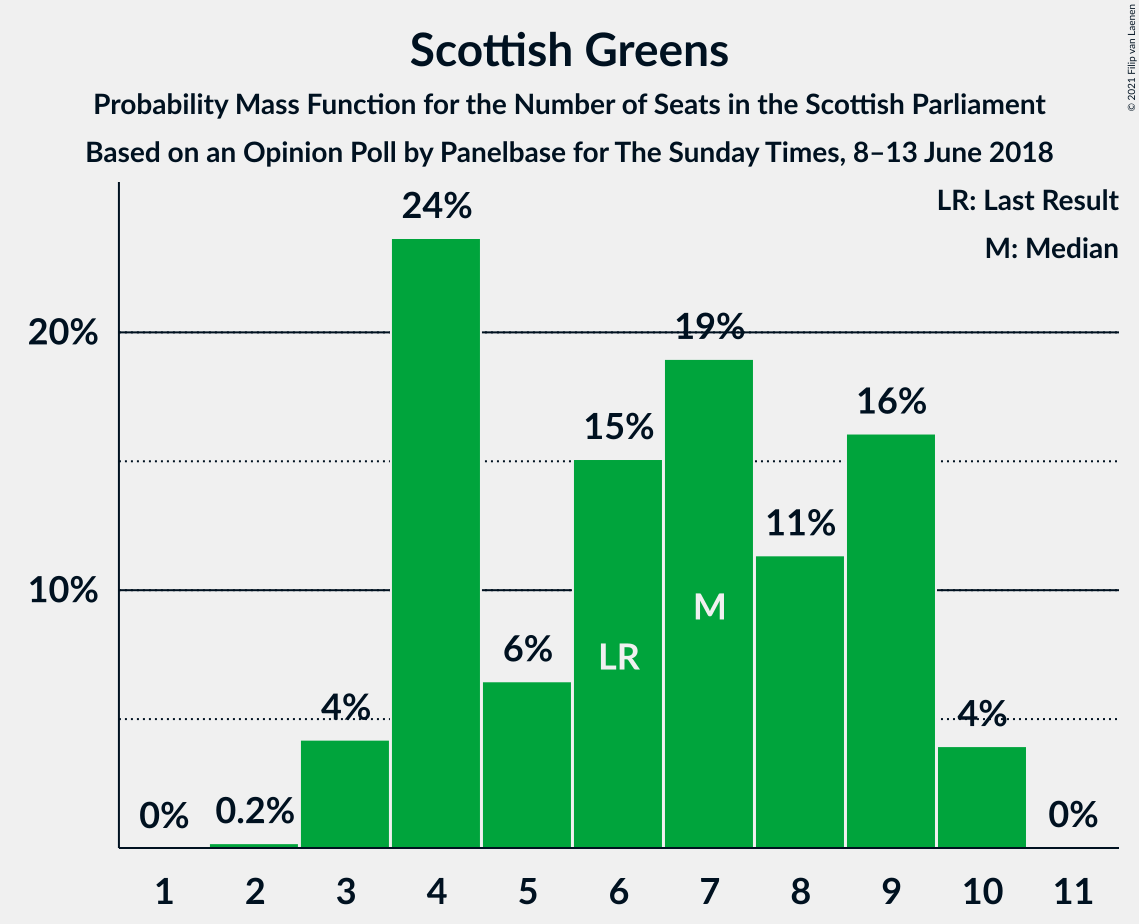 Scottish Greens
Probability Mass Function for the Number of Seats in the Scottish Parliament
Based on an Opinion Poll by Panelbase for The Sunday Times, 8–13 June 2018
© 2021 Filip van Laenen
LR: Last Result
M: Median
20%
10%
0%
0.2%
4%
24%
6%
15%
19%
11%
16%
4%
0%
LR
M
1 2 3 4 5 6 7 8 9 10 11